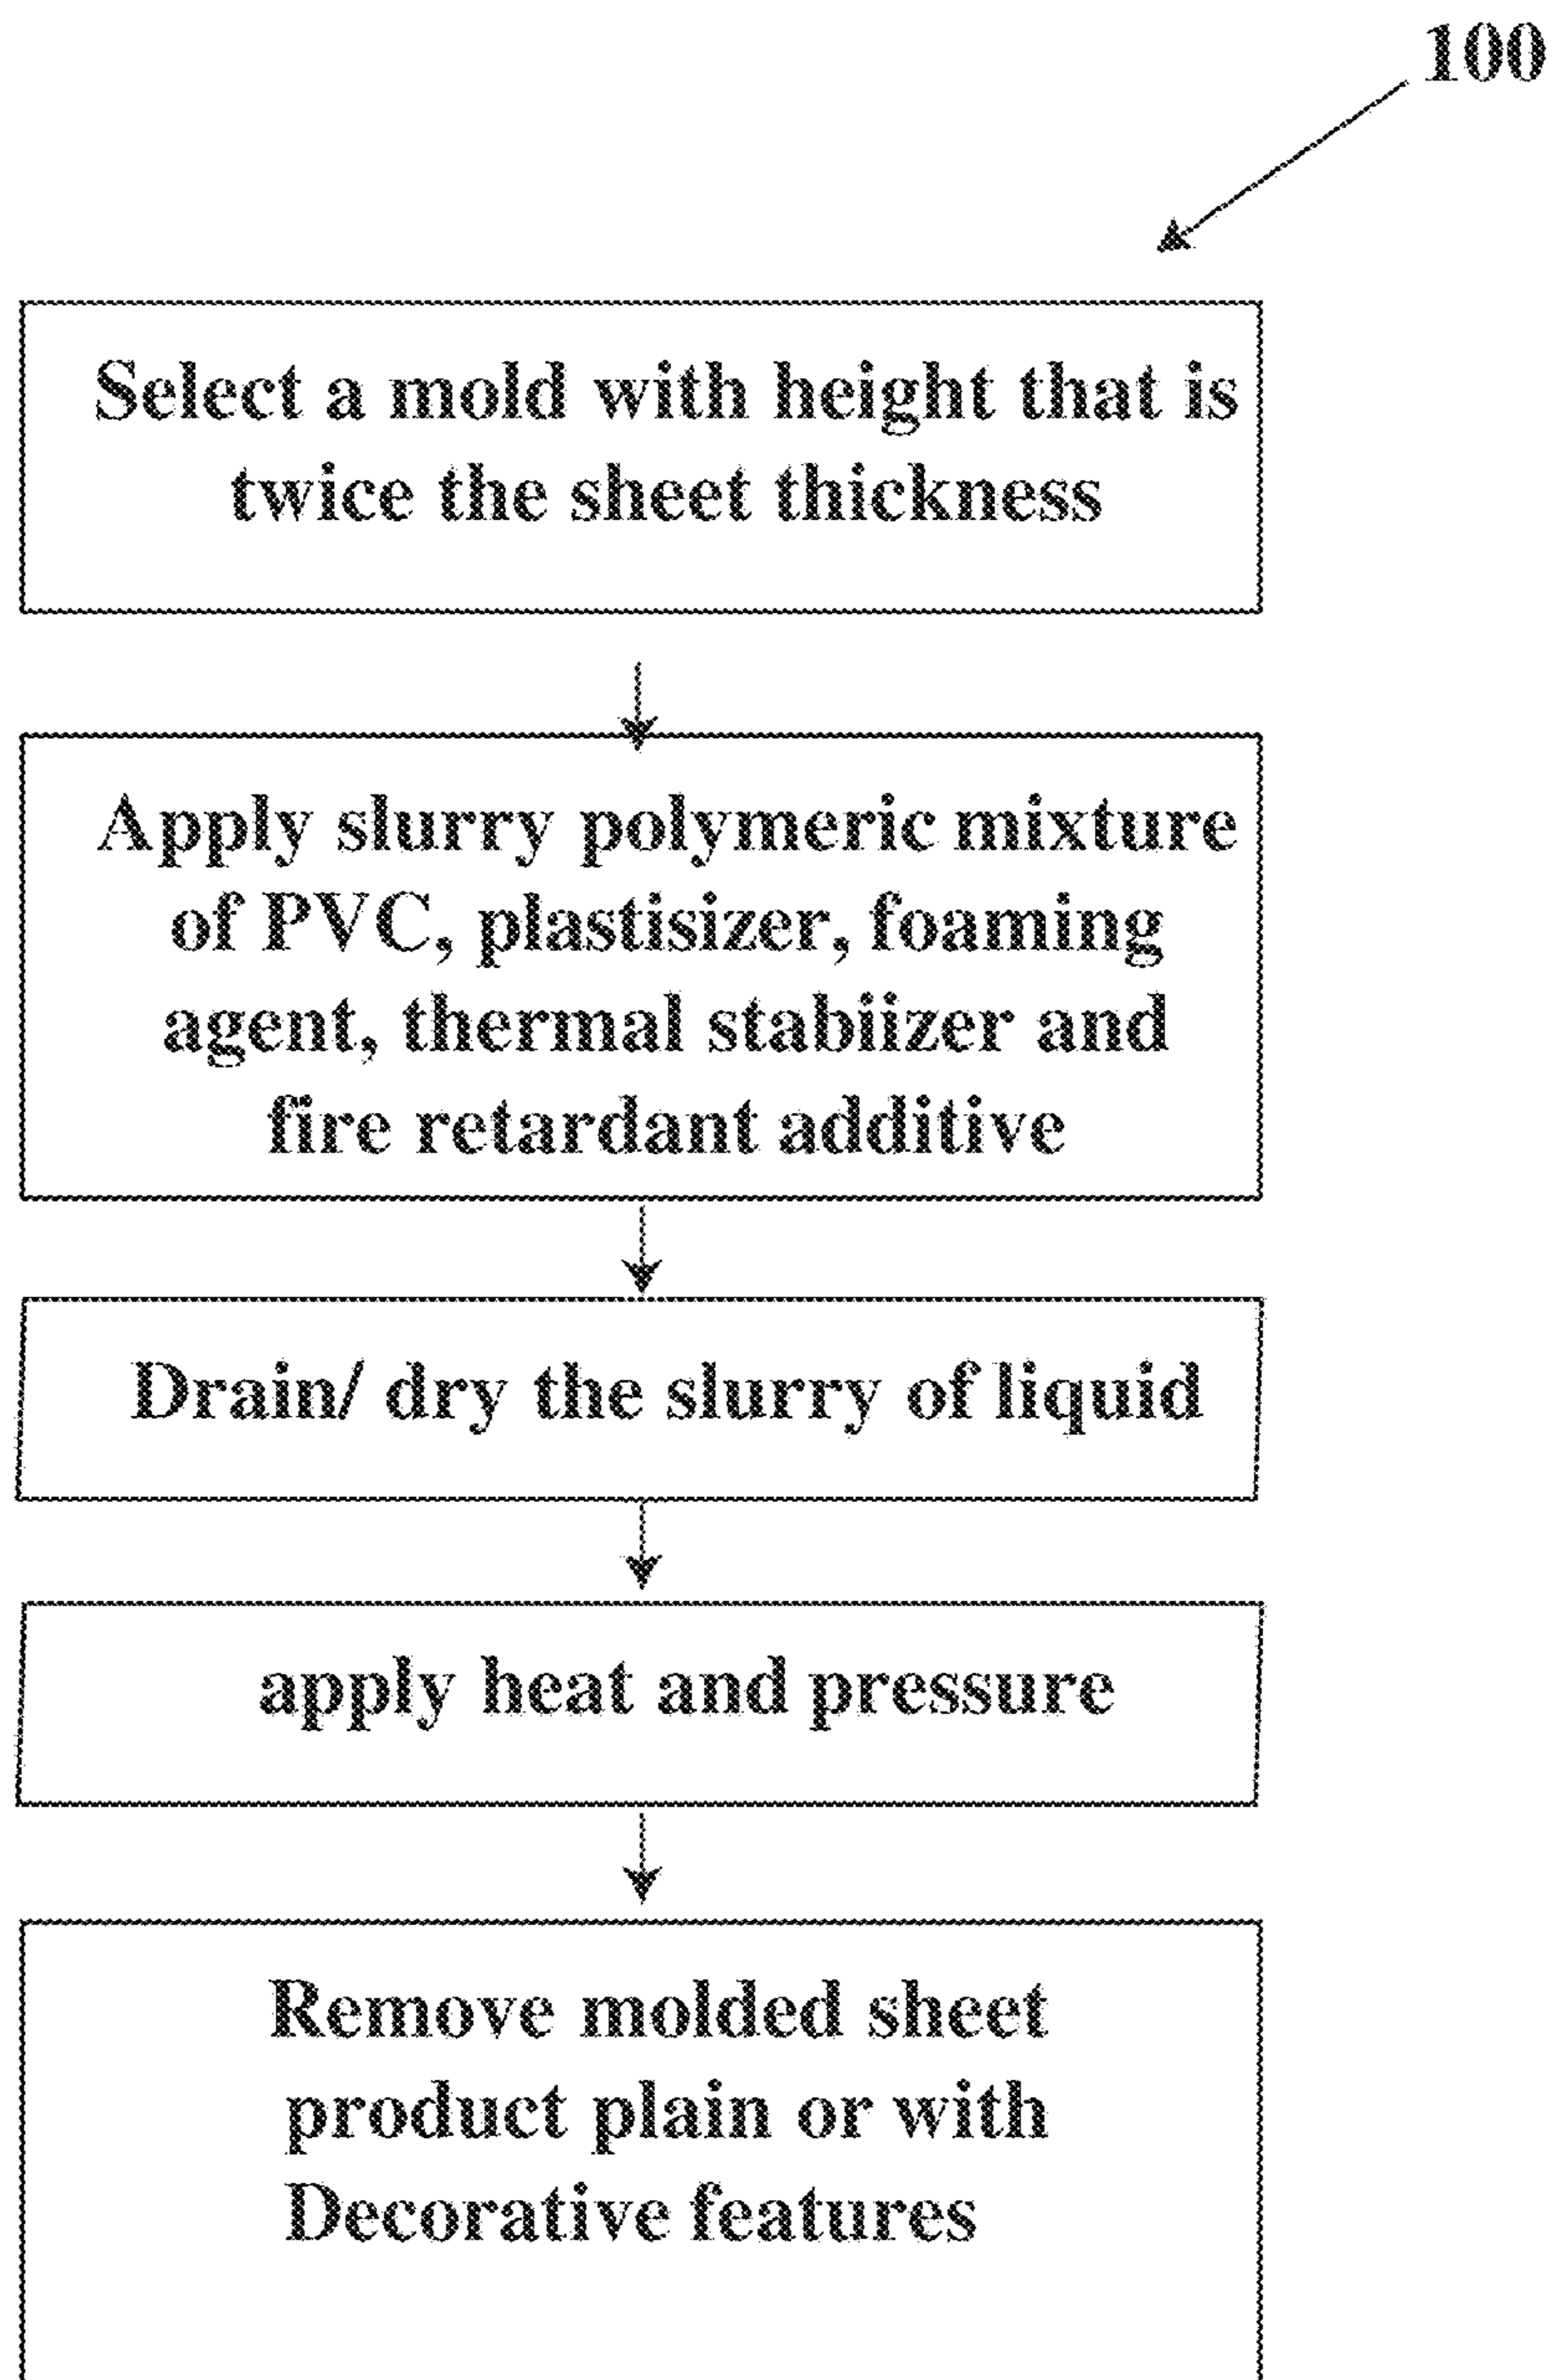 100
Select a mold with height that is
twice the sheet thickness
Apply slurry polymeric mixture
of PVC, plastisizer, foaming
agent, thermal stabiizer and
fire retardant additive
Drain/ dry the slurry of liquid
apply heat and pressure
Remove molded sheet
product plain or with
Decorative features